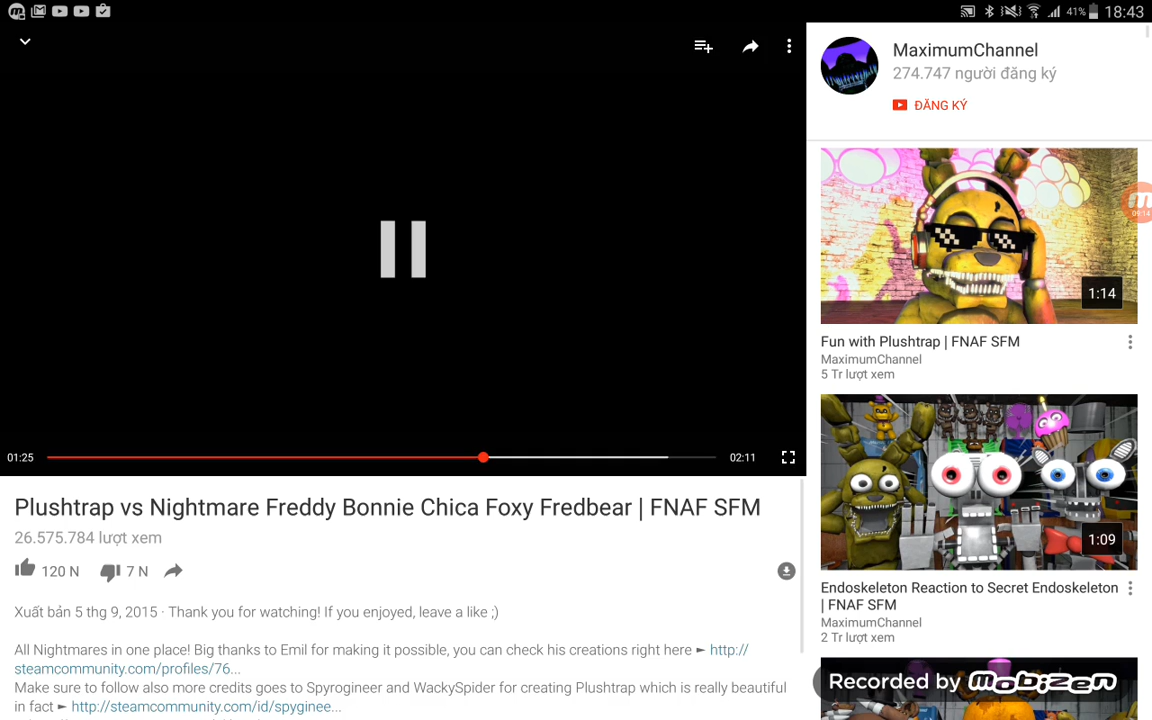 41% 18:43
MaximumChannel
274.747 người đăng ký
ĐĂNG KÝ
01:25
02:11
Plushtrap vs Nightmare Freddy Bonnie Chica Foxy Fredbear | FNAF SFM
26.575.784 lượt xem
120 N 7 N
Xuất bản 5 thg 9, 2015 · Thank you for watching! If you enjoyed, leave a like ;)
All Nightmares in one place! Big thanks to Emil for making it possible, you can check his creations right here ► http://
steamcommunity.com/profiles/76...
Make sure to follow also more credits goes to Spyrogineer and WackySpider for creating Plushtrap which is really beautiful
in fact ► http://steamcommunity.com/id/spyginee...
00:14
1:14
Fun with Plushtrap | FNAF SFM
MaximumChannel
5 Tr lượt xem
1:09
Endoskeleton Reaction to Secret Endoskeleton
| FNAF SFM
MaximumChannel
2 Tr lượt xem
Recorded by mobizen